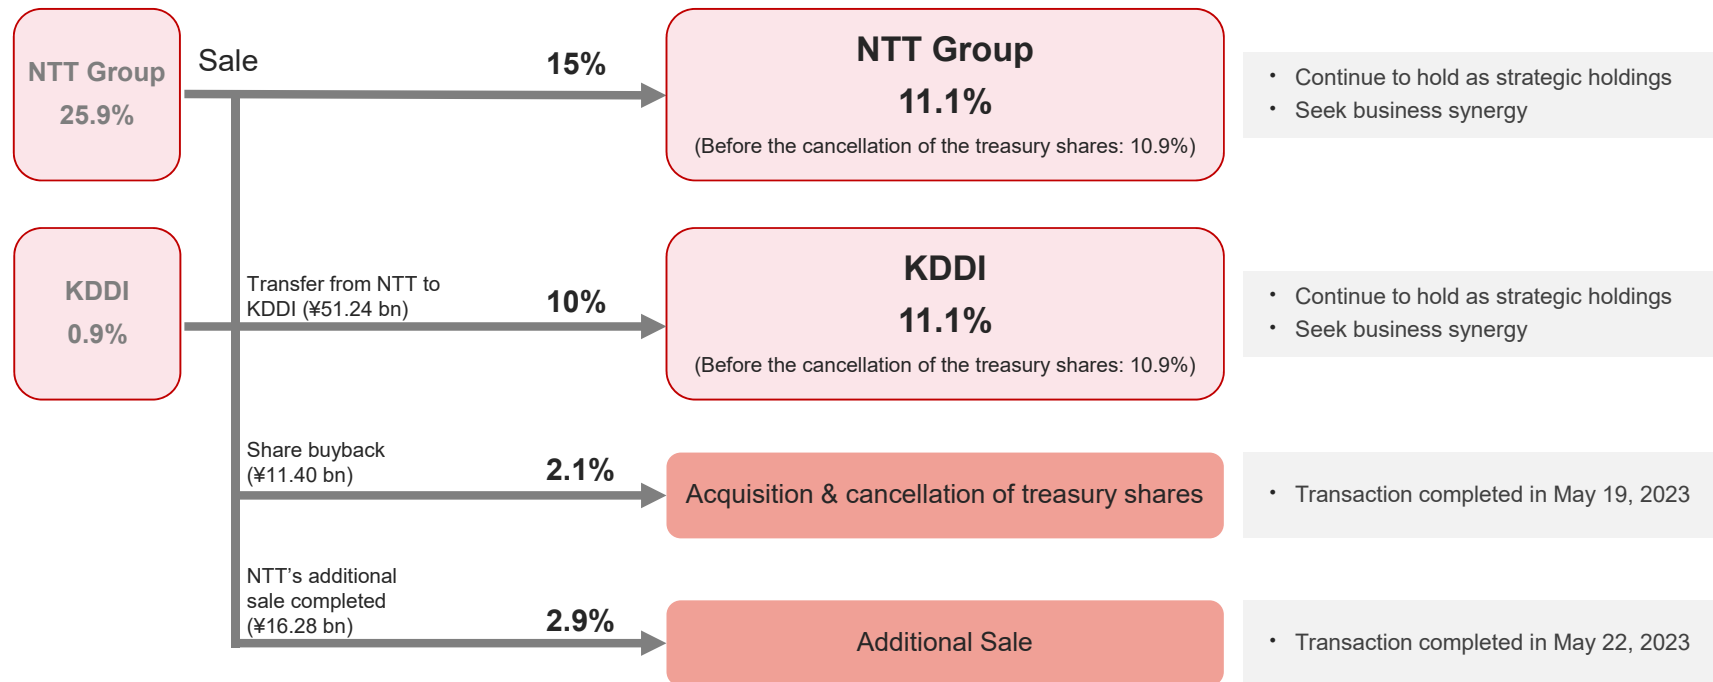 NTT Group
25.9%
Sale
15%
NTT Group
11.1%
(Before the cancellation of the treasury shares: 10.9%)
• Continue to hold as strategic holdings
• Seek business synergy
KDDI
0.9%
Transfer from NTT to
KDDI (¥51.24 bn)
10%
KDDI
11.1%
(Before the cancellation of the treasury shares: 10.9%)
• Continue to hold as strategic holdings
• Seek business synergy
Share buyback
(¥11.40 bn)
2.1%
Acquisition & cancellation of treasury shares
• Transaction completed in May 19, 2023
NTT’s additional
sale completed
(¥16.28 bn)
2.9%
Additional Sale
• Transaction completed in May 22, 2023